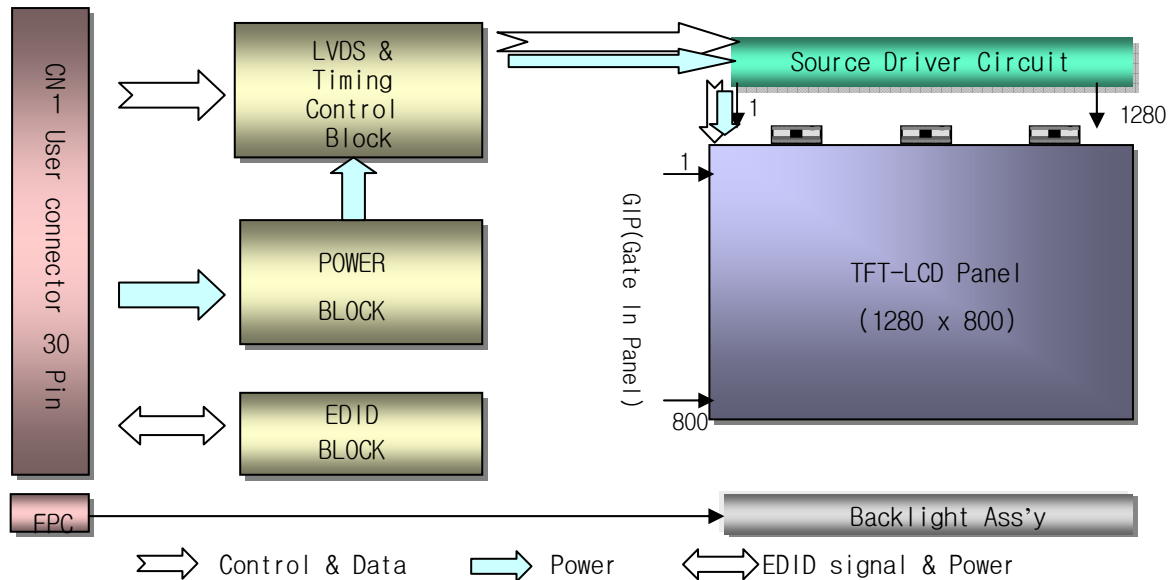 CN1 User connector 30 Pin
LVDS &
Timing
Control
Block
POWER
BLOCK
EDID
BLOCK
Source Driver Circuit
1
1280
1
GIP(Gate In Panel)
800
TFT-LCD Panel
(1280 x 800)
FPC
Backlight Ass'y
Control & Data
Power
EDID signal & Power